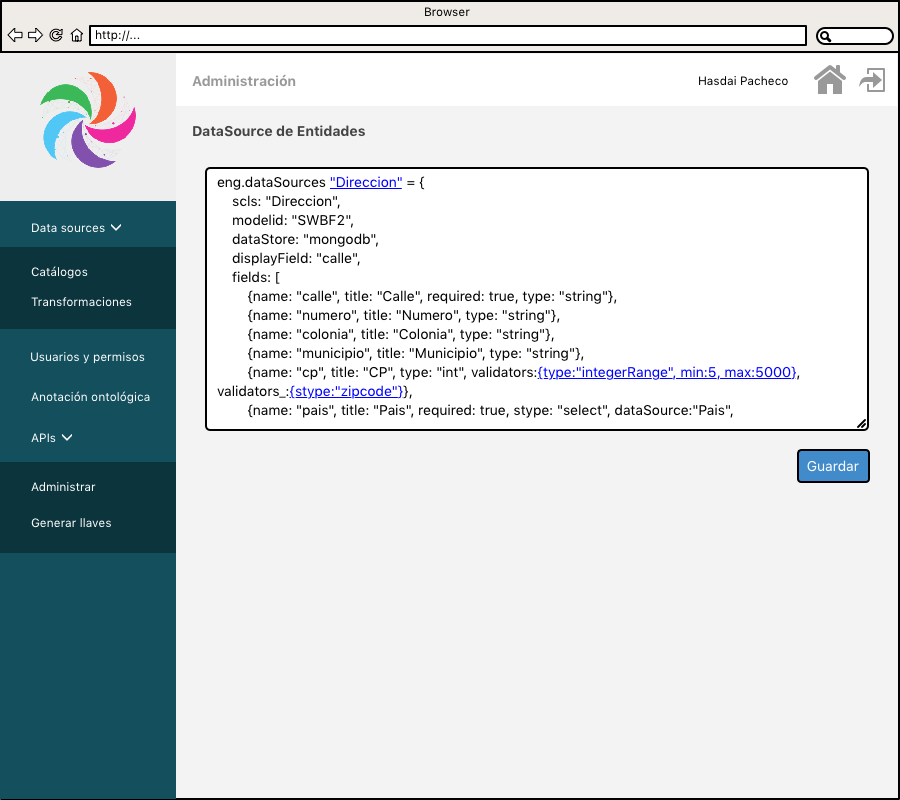 Browser
http://...
Administración
Hasdai Pacheco
DataSource de Entidades
Data sources
Catálogos
Transformaciones
Usuarios y permisos
Anotación ontológica
APIs
Administrar
Generar llaves
eng.dataSources "Direccion" = {
scls: "Direccion",
modelid: "SWBF2",
dataStore: "mongodb",
displayField: "calle",
fields: [
{name: "calle", title: "Calle", required: true, type: "string"},
{name: "numero", title: "Numero", type: "string"},
{name: "colonia", title: "Colonia", type: "string"},
{name: "municipio", title: "Municipio", type: "string"},
{name: "cp", title: "CP", type: "int", validators:{type:"integerRange", min:5, max:5000},
validators_:{stype:"zipcode"}},
{name: "pais", title: "Pais", required: true, stype: "select", dataSource:"Pais",
Guardar